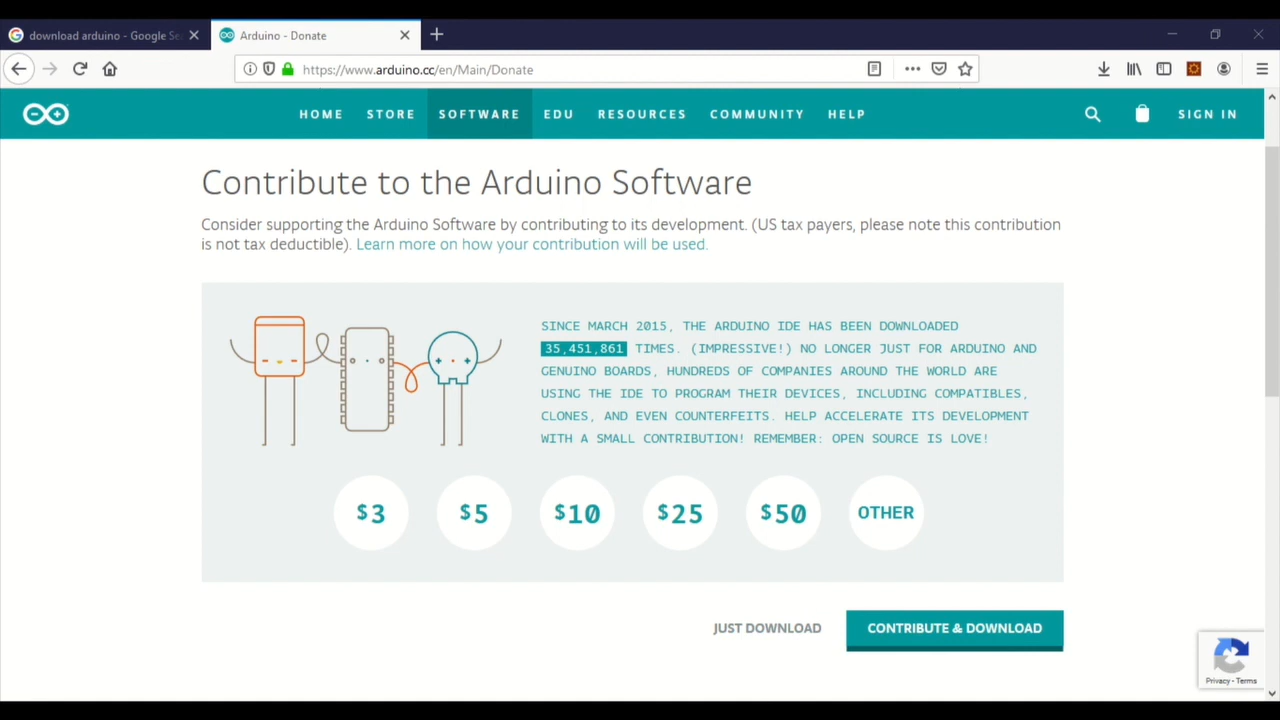 download arduino - Google Se
Arduino - Donate
https://www.arduino.cc/en/Main/Donate
HOME STORE SOFTWARE EDU RESOURCES COMMUNITY HELP SIGN IN
Contribute to the Arduino Software
Consider supporting the Arduino Software by contributing to its development. (US tax payers, please note this contribution
is not tax deductible). Learn more on how your contribution will be used.
SINCE MARCH 2015, THE ARDUINO IDE HAS BEEN DOWNLOADED
35,451,861 TIMES. (IMPRESSIVE!) NO LONGER JUST FOR ARDUINO AND
GENUINO BOARDS, HUNDREDS OF COMPANIES AROUND THE WORLD ARE
USING THE IDE TO PROGRAM THEIR DEVICES, INCLUDING COMPATIBLES,
CLONES, AND EVEN COUNTERFEITS. HELP ACCELERATE ITS DEVELOPMENT
WITH A SMALL CONTRIBUTION! REMEMBER: OPEN SOURCE IS LOVE!
$3 $5 $10 $25 $50 OTHER
JUST DOWNLOAD CONTRIBUTE & DOWNLOAD
Privacy - Terms